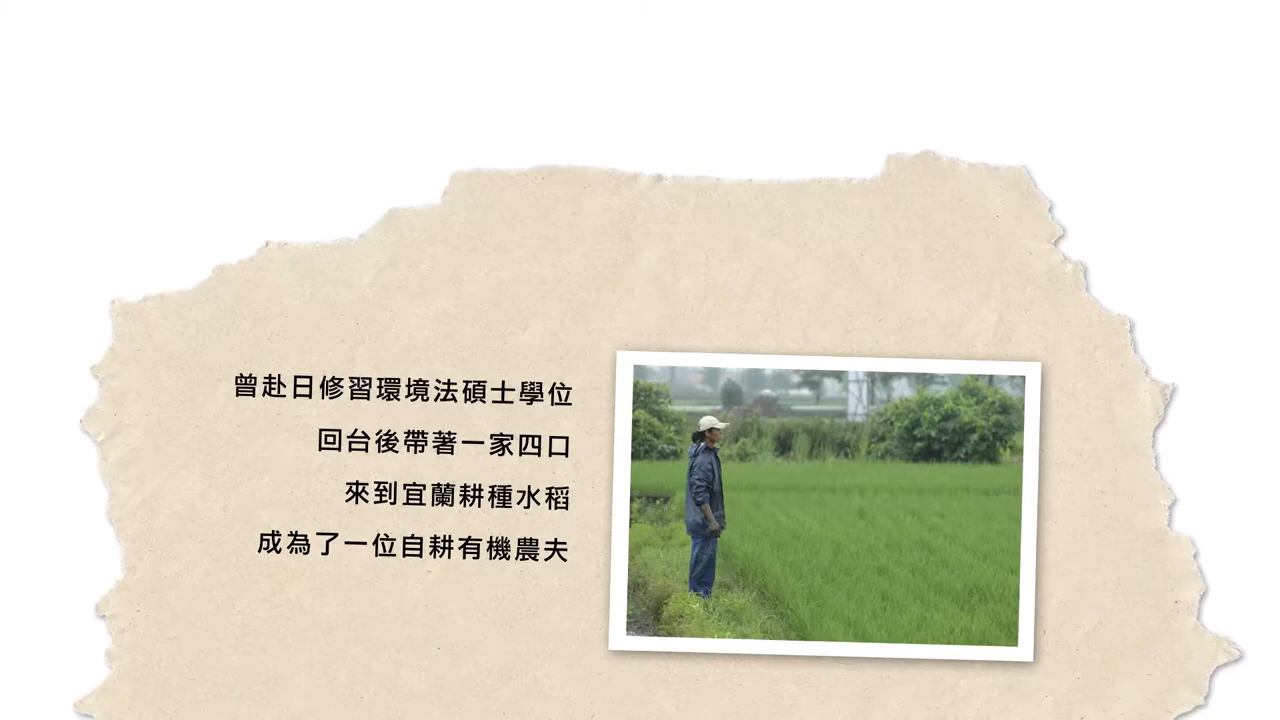 曾赴日修習環境法碩士學位
回台後帶著一家四口
來到宜蘭耕種水稻
成為了一位自耕有機農夫